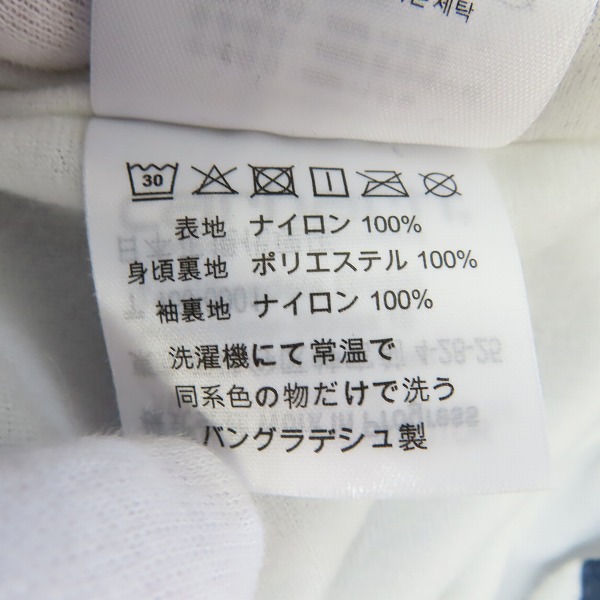 세탁
30
表地 ナイロン 100%
身頃裏地 ポリエステル 100%
袖裏地 ナイロン 100%
洗濯機にて常温で
同系色の物だけで洗う
バングラデシュ製